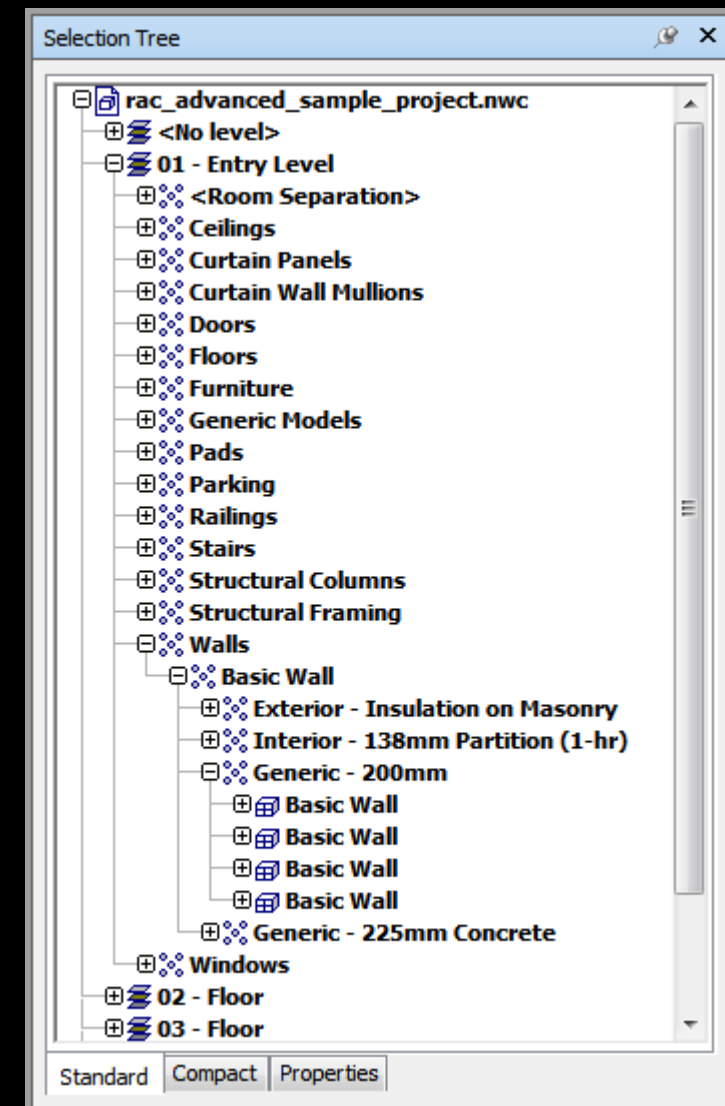 Selection Tree
rac_advanced_sample_project.nwc
<No level>
01 - Entry Level
<Room Separation>
Ceilings
Curtain Panels
Curtain Wall Mullions
Doors
Floors
Furniture
Generic Models
Pads
Parking
Railings
Stairs
Structural Columns
Structural Framing
Walls
Basic Wall
Exterior - Insulation on Masonry
Interior - 138mm Partition (1-hr)
Generic - 200mm
Basic Wall
Basic Wall
Basic Wall
Basic Wall
Generic - 225mm Concrete
Windows
02 - Floor
03 - Floor
Standard Compact Properties